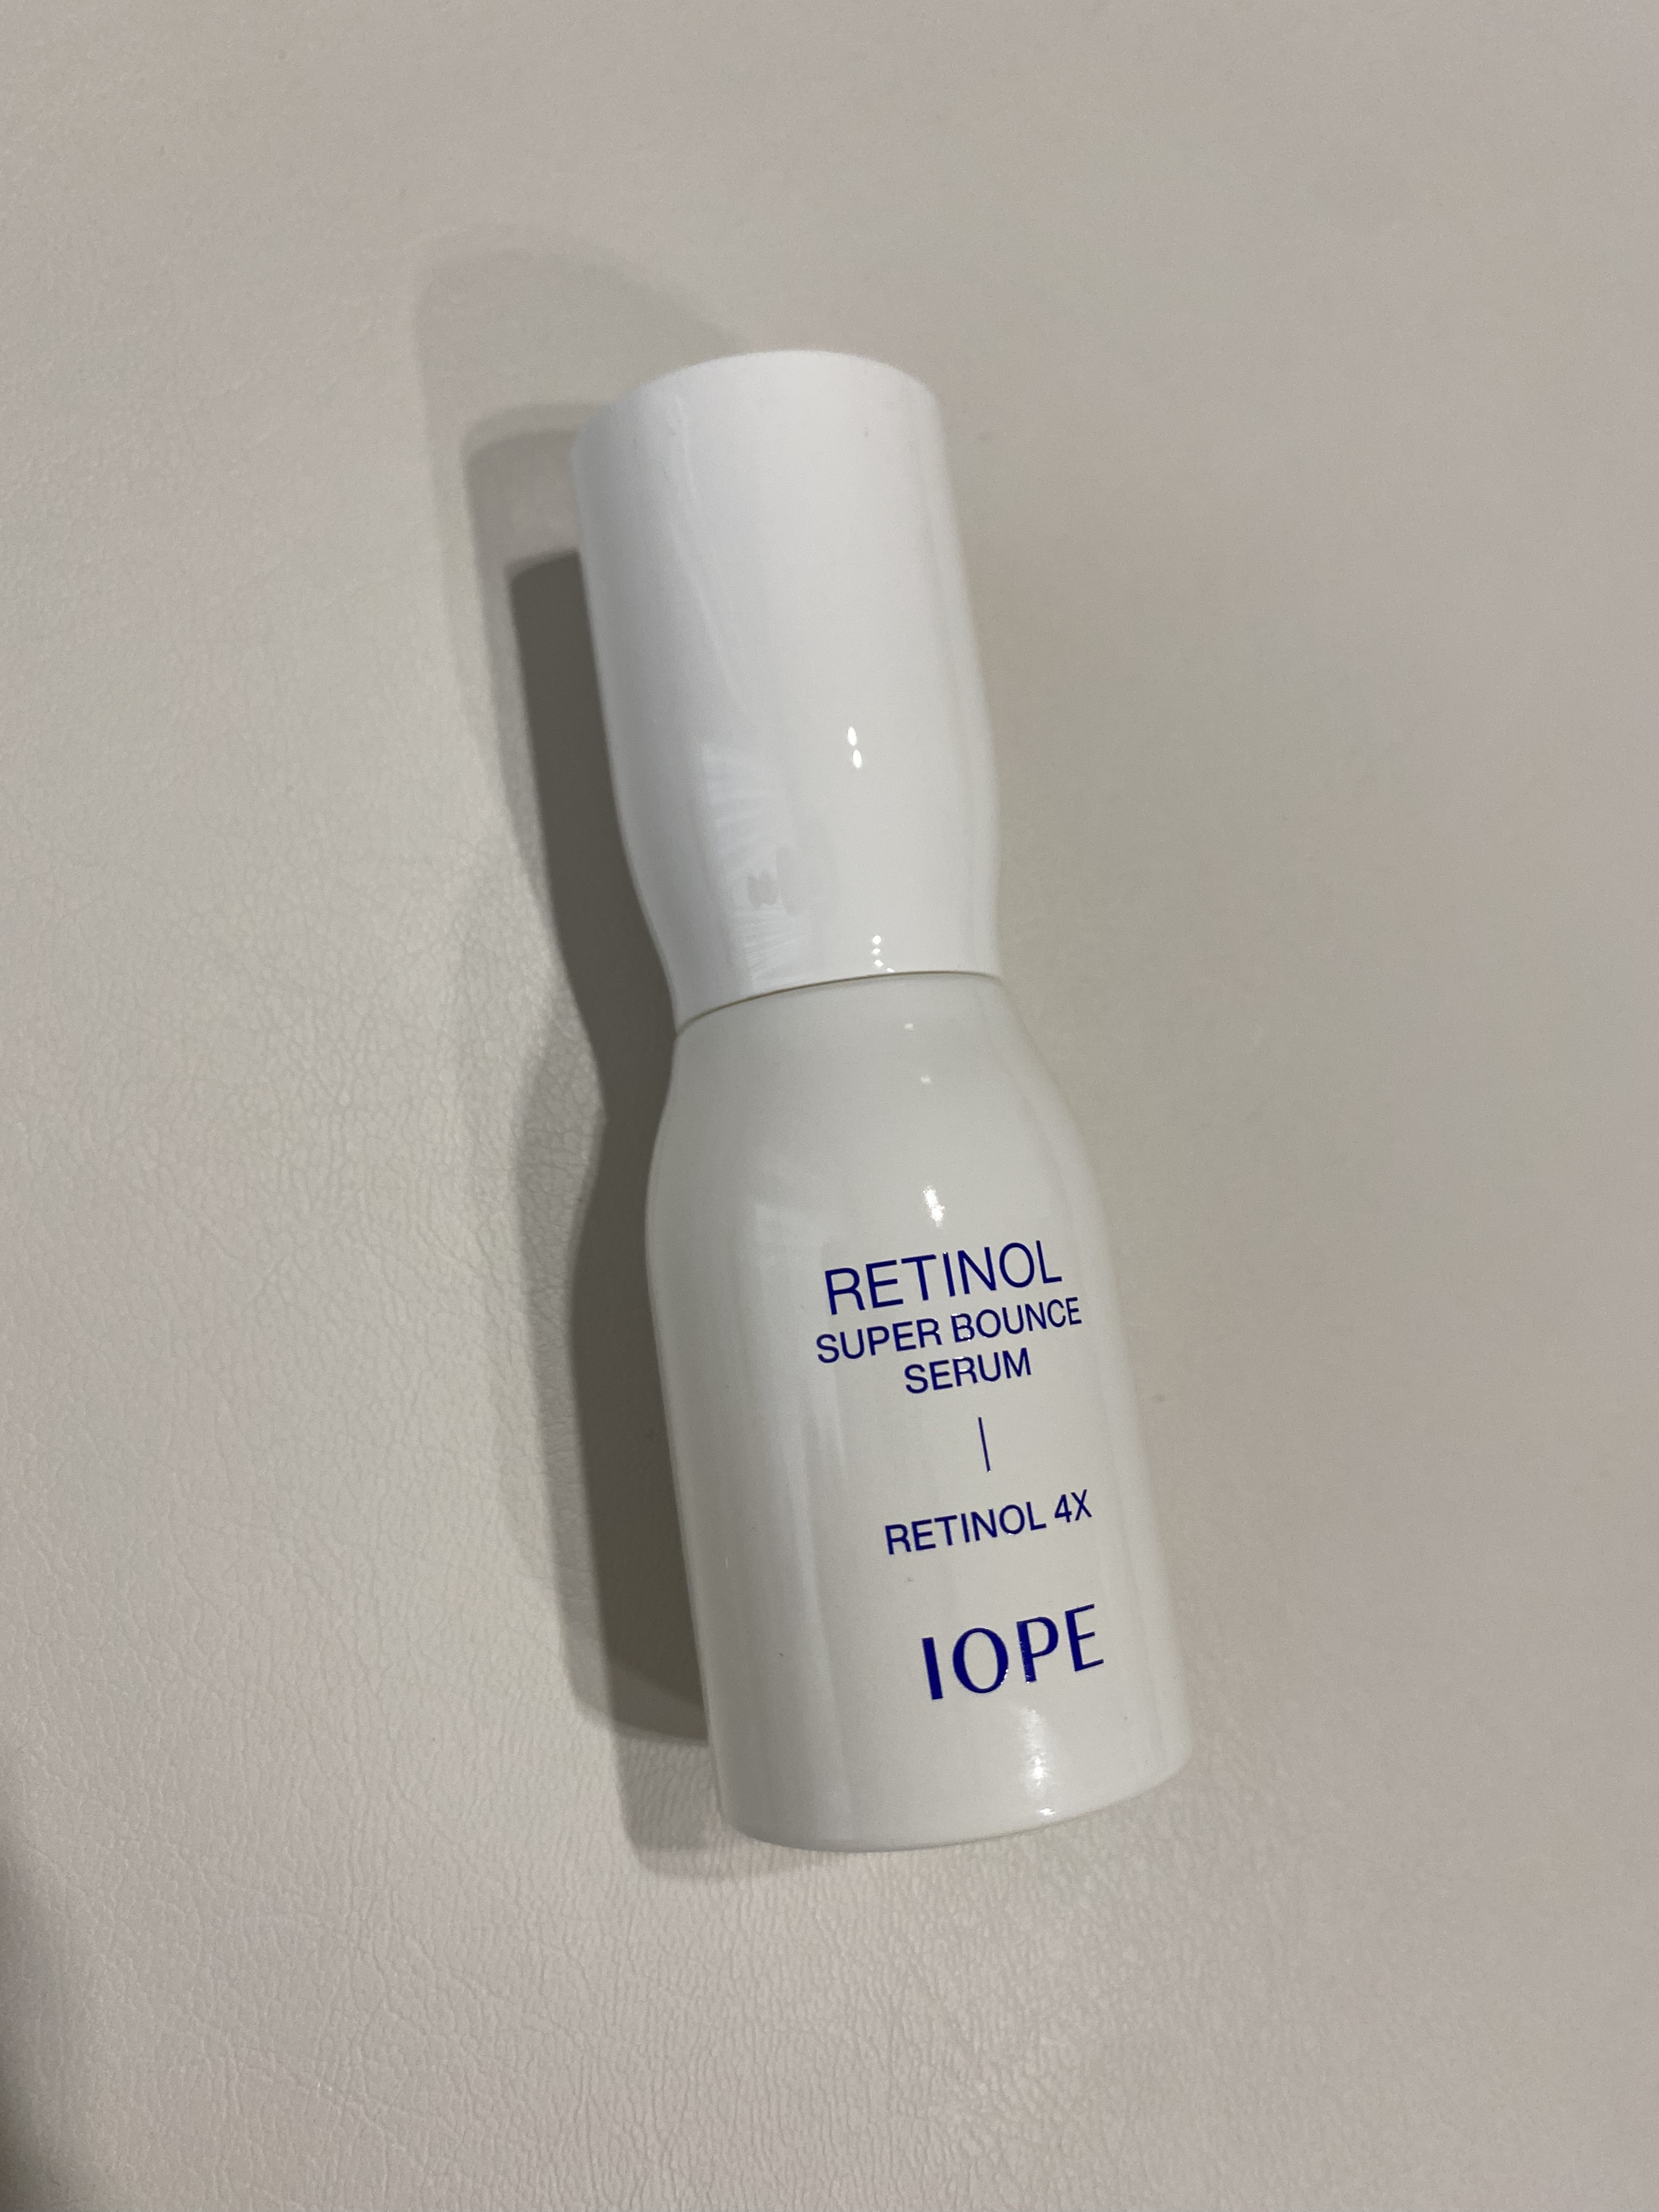 RETINOL
SUPER BOUNCE
SERUM
RETINOL 4X
IOPE